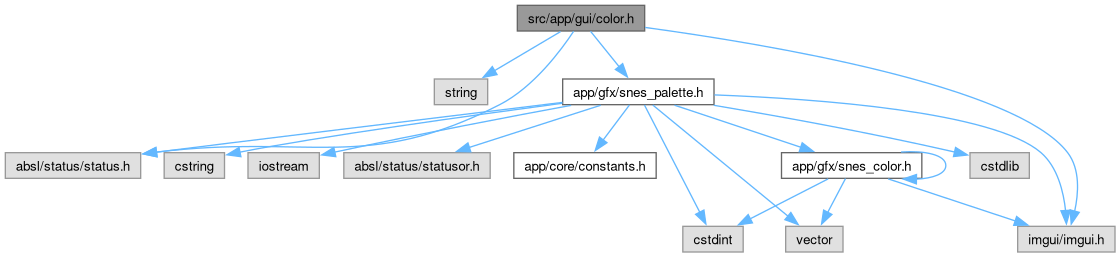 src/app/gui/color.h
string
app/gfx/snes_palette.h
absl/status/status.h
cstring
iostream
absl/status/statusor.h
app/core/constants.h
app/gfx/snes_color.h
cstdlib
cstdint
vector
imgui/imgui.h